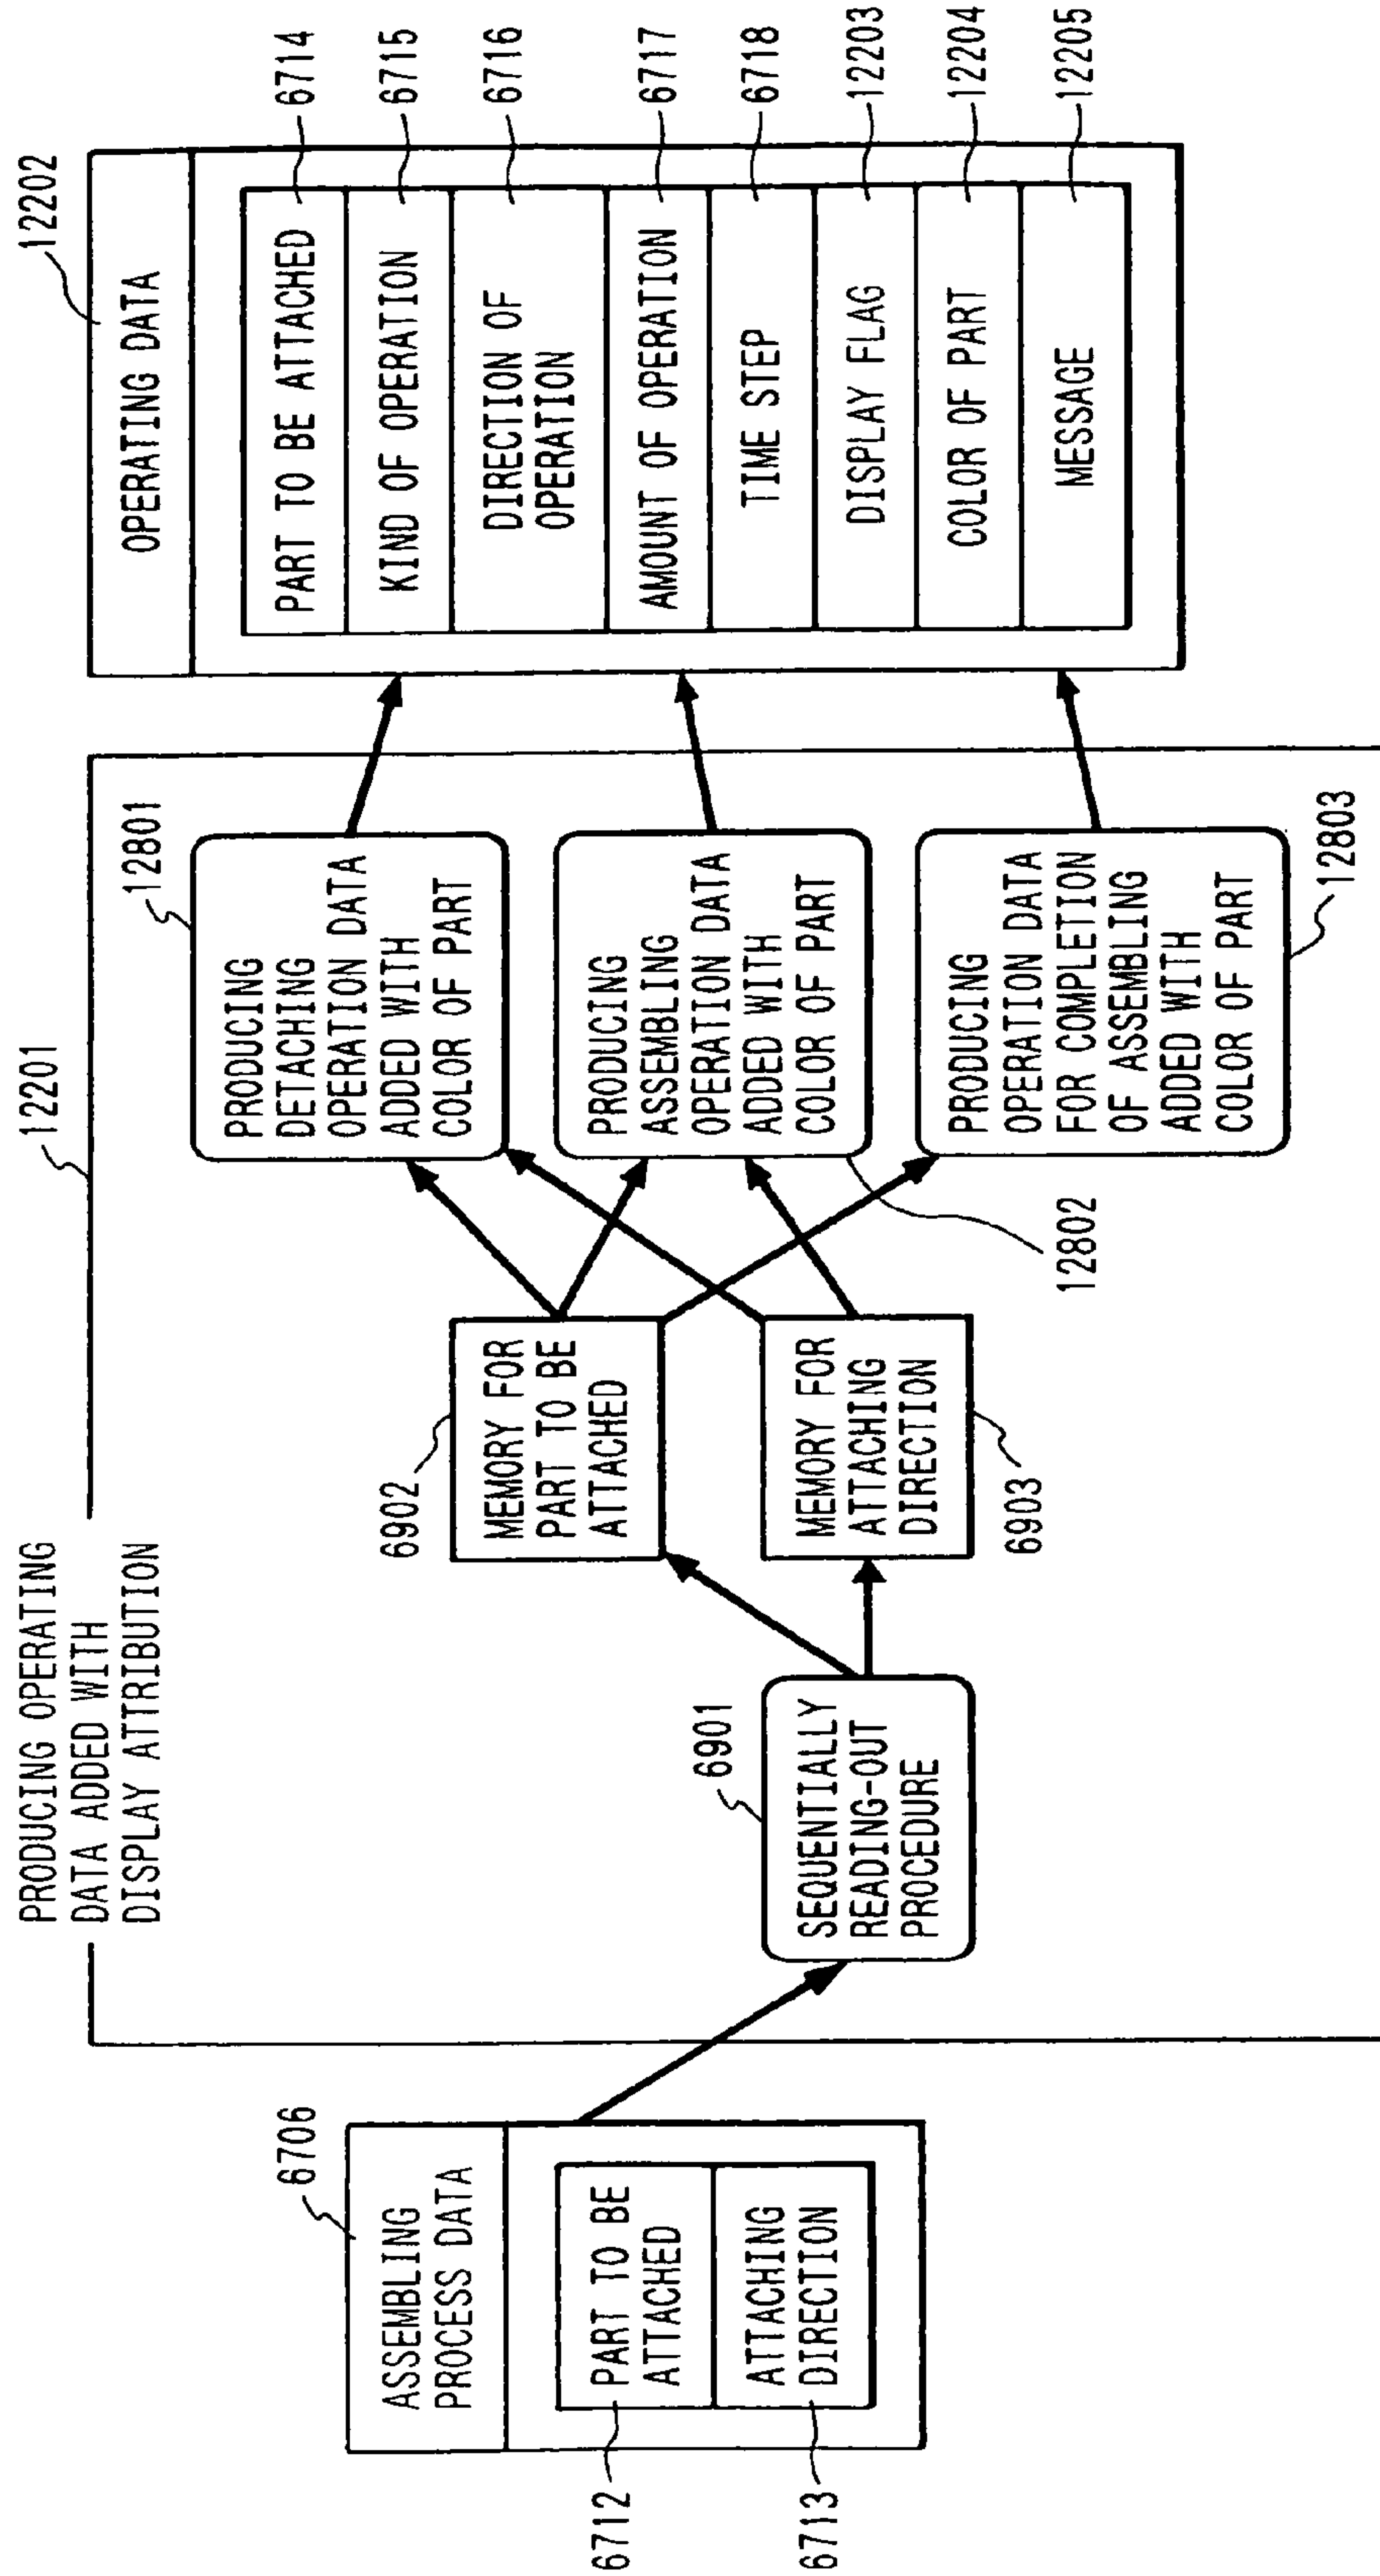 PRODUCING OPERATING
DATA ADDED WITH
DISPLAY ATTRIBUTION
12201
12202
6706
ASSEMBLING
PROCESS DATA
PART TO BE
ATTACHED
ATTACHING
DIRECTION
6712
6713
6901
SEQUENTIALLY
READING-OUT
PROCEDURE
6902
MEMORY FOR
PART TO BE
ATTACHED
MEMORY FOR
ATTACHING
DIRECTION
6903
12801
PRODUCING
DETACHING
OPERATION DATA
ADDED WITH
COLOR OF PART
PRODUCING
ASSEMBLING
OPERATION DATA
ADDED WITH
COLOR OF PART
12802
PRODUCING
OPERATION DATA
FOR COMPLETION
OF ASSEMBLING
ADDED WITH
COLOR OF PART
12803
OPERATING DATA
PART TO BE ATTACHED
6714
KIND OF OPERATION
6715
DIRECTION OF
OPERATION
6716
AMOUNT OF OPERATION
6717
TIME STEP
6718
DISPLAY FLAG
12203
COLOR OF PART
12204
MESSAGE
12205